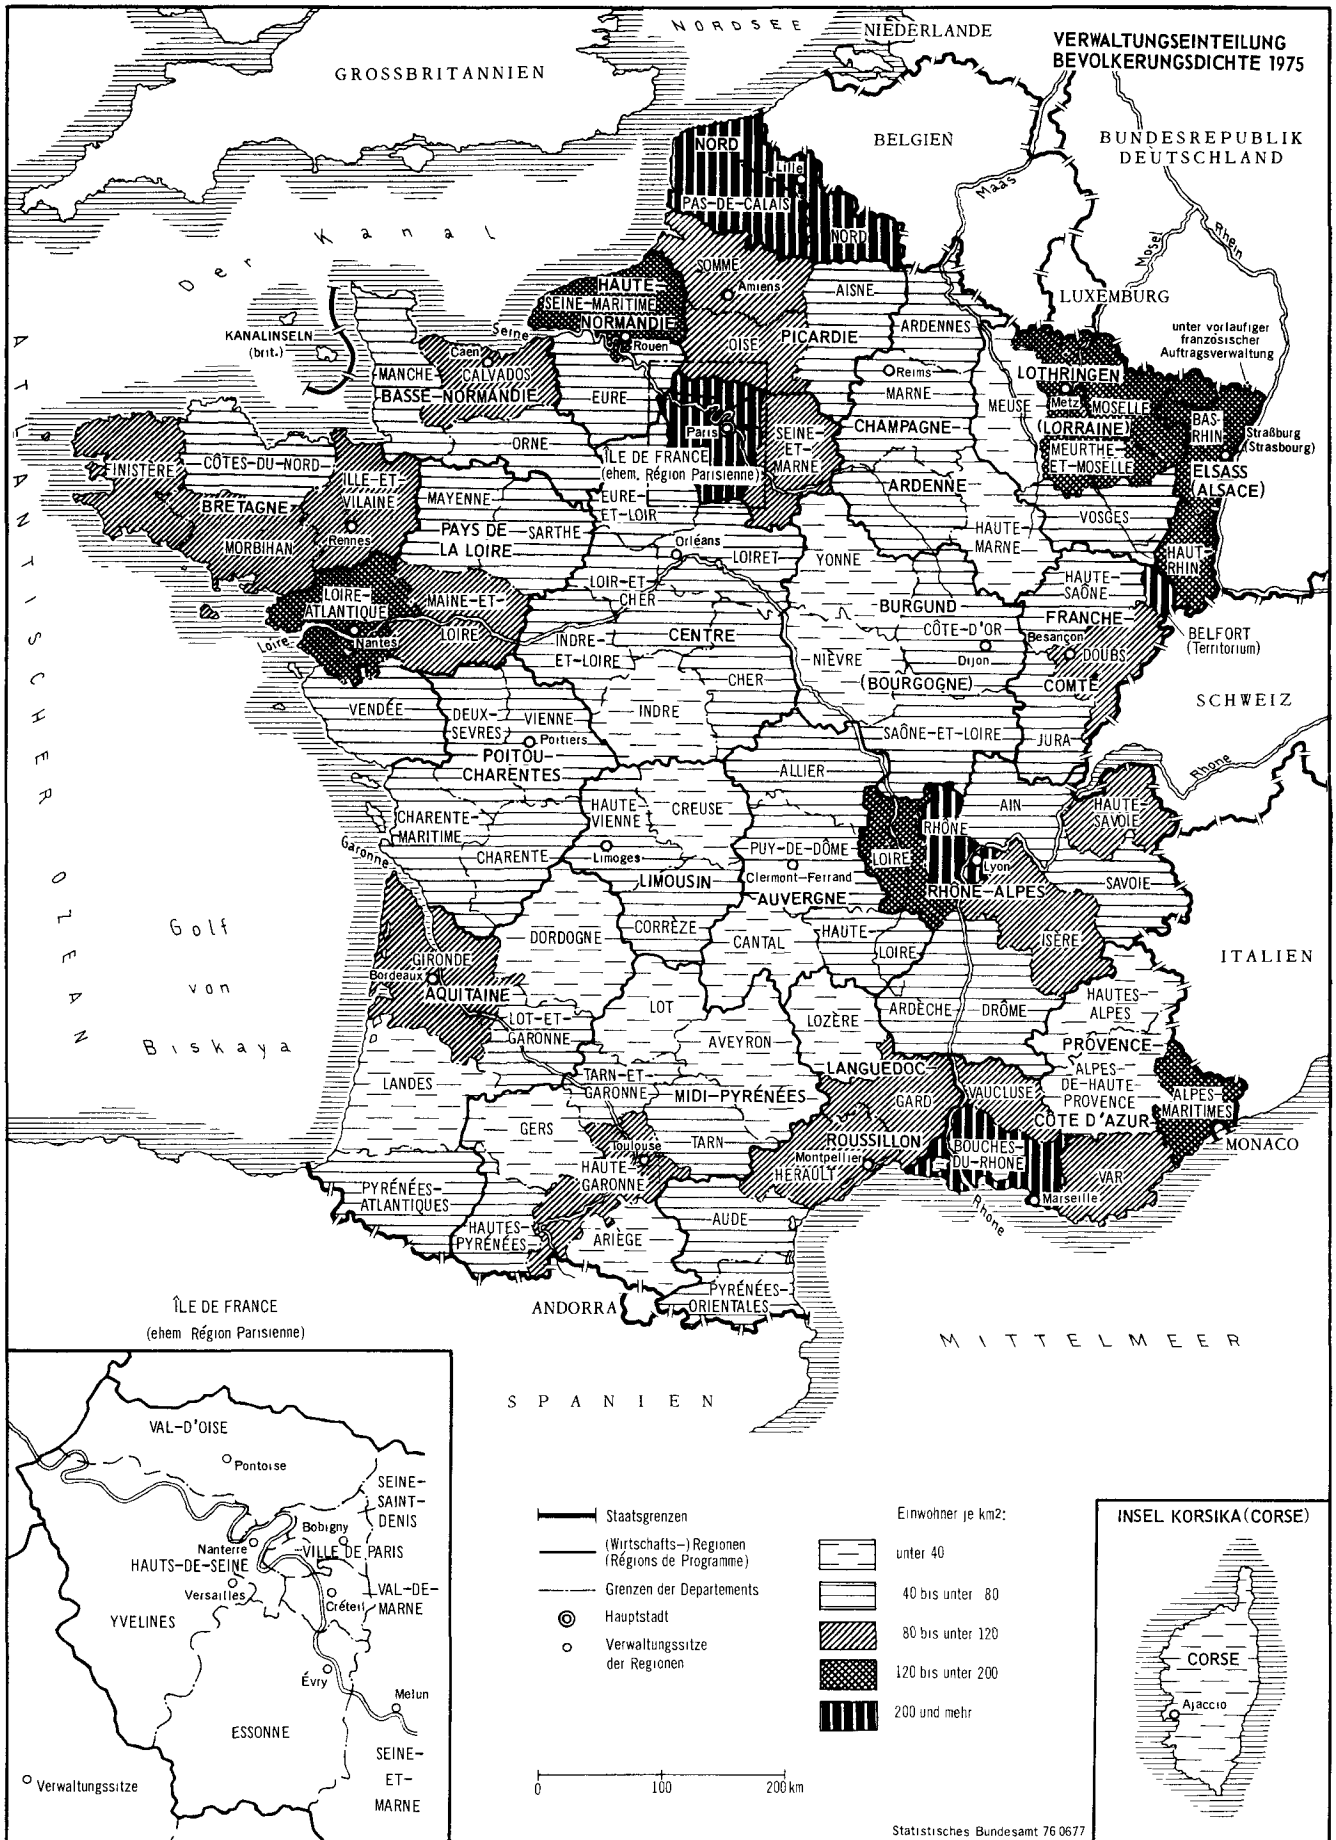 VERWALTUNGSEINTEILUNG
BEVOLKERUNGSDICHTE 1975
NORDSEE
NIEDERLANDE
GROSSBRITANNIEN
BELGIEN
BUNDESREPUBLIK
DEUTSCHLAND
Maas
Mosel
Rhein
LUXEMBURG
unter vorläufiger
französischer
Auftragsverwaltung
Der Kanal
KANALINSELN
(brit.)
ATLANTISCHER OZEAN
NORD
Lille
PAS-DE-CALAIS
NORD
SOMME
Amiens
AISNE
HAUTE
SEINE-MARITIME
NORMANDIE
Seine
Rouen
OISE
PICARDIE
ARDENNES
Caen
CALVADOS
MANCHE
BASSE-NORMANDIE
EURE
ORNE
Reims
MARNE
MEUSE
CHAMPAGNE
ARDENNE
LOTHRINGEN
Metz
MOSELLE
(LORRAINE)
MEURTHE-
ET-MOSELLE
BAS-
RHIN
Straßburg
(Strasbourg)
ELSASS
(ALSACE)
Paris
SEINE-
ET-
MARNE
ÎLE DE FRANCE
(ehem. Région Parisienne)
FINISTÈRE
CÔTES-DU-NORD
ILLE-ET-
VILAINE
BRETAGNE
Rennes
MORBIHAN
MAYENNE
PAYS DE
LA LOIRE
SARTHE
EURE-
ET-LOIR
Orléans
LOIRET
YONNE
HAUTE
MARNE
VOSGES
HAUT
RHIN
LOIRE-
ATLANTIQUE
MAINE-ET-
LOIRE
Nantes
Loire
LOIR-ET
CHER
INDRE-
ET-LOIRE
CENTRE
CHER
INDRE
BURGUND
CÔTE-D'OR
NIÈVRE
Dijon
(BOURGOGNE)
HAUTE-
SAÔNE
FRANCHE-
Besançon
DOUBS
COMTÉ
BELFORT
(Territorium)
SCHWEIZ
VENDÉE
DEUX-
SEVRES
VIENNE
Poitiers
POITOU-
CHARENTES
SAÔNE-ET-LOIRE
JURA
Rhone
ALLIER
CHARENTE-
MARITIME
CHARENTE
HAUTE
VIENNE
CREUSE
Limoges
LIMOUSIN
PUY-DE-DÔME
Clermont-Ferrand
AUVERGNE
LOIRE
RHÔNE
AIN
Lyon
RHÔNE-ALPES
HAUTE-
SAVOIE
SAVOIE
Garonne
ISÈRE
ITALIEN
Golf
von
Biskaya
GIRONDE
Bordeaux
AQUITAINE
DORDOGNE
CORRÈZE
CANTAL
HAUTE-
LOIRE
LOT-ET-
GARONNE
LOT
AVEYRON
LOZÈRE
ARDÈCHE
DRÔME
HAUTES-
ALPES
PROVENCE-
ALPES-
DE-HAUTE-
PROVENCE
CÔTE D'AZUR
ALPES-
MARITIMES
MONACO
LANDES
TARN-ET
GARONNE
MIDI-PYRÉNÉES
LANGUEDOC
GARD
VAUCLUSE
GERS
Toulouse
TARN
ROUSSILLON
Montpellier
HÉRAULT
BOUCHES-
DU-RHONE
Marseille
Rhone
VAR
HAUTE-
GARONNE
PYRÉNÉES-
ATLANTIQUES
HAUTES-
PYRÉNÉES
ARIÈGE
AUDE
PYRÉNÉES-
ORIENTALES
ANDORRA
SPANIEN
MITTELMEER
ÎLE DE FRANCE
(ehem Région Parisienne)
VAL-D'OISE
Pontoise
SEINE-
SAINT-
DENIS
Bobigny
Nanterre
VILLE DE PARIS
HAUTS-DE-SEINE
Versailles
Créteil
VAL-DE-
MARNE
YVELINES
Évry
Melun
ESSONNE
SEINE-
ET-
MARNE
Verwaltungssitze
Staatsgrenzen
(Wirtschafts-) Regionen
(Régions de Programme)
Grenzen der Departements
Hauptstadt
Verwaltungssitze
der Regionen
0 100 200 km
Einwohner je km²:
unter 40
40 bis unter 80
80 bis unter 120
120 bis unter 200
200 und mehr
INSEL KORSIKA (CORSE)
CORSE
Ajaccio
Statistisches Bundesamt 76 0677